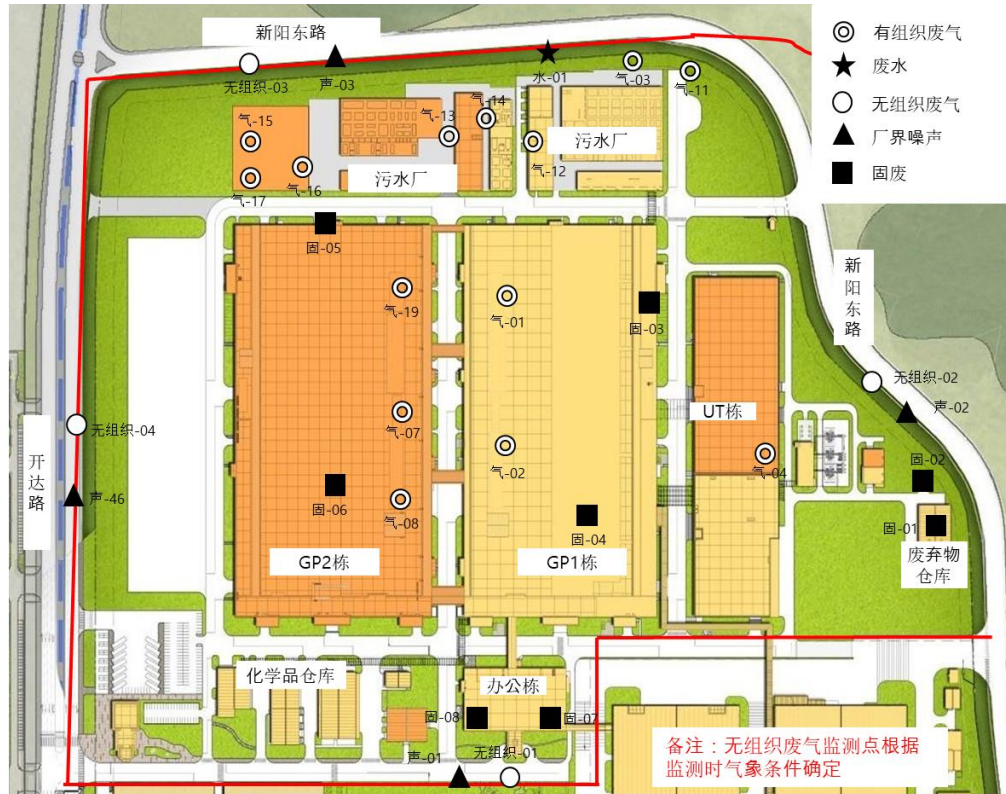 新阳东路
无组织-03
声-03
水-01
气-03
气-11
有组织废气
废水
无组织废气
厂界噪声
固废
气-15
气-13
气-14
污水厂
气-16
气-17
污水厂
气-12
固-05
气-19
气-01
固-03
新阳东路
无组织-02
声-02
UT栋
气-07
气-02
气-04
固-02
无组织-04
开达路
声-46
固-06
气-08
固-04
固-01
GP2栋
GP1栋
废弃物
仓库
化学品仓库
办公栋
固-08
固-07
声-01
无组织-01
备注：无组织废气监测点根据
监测时气象条件确定